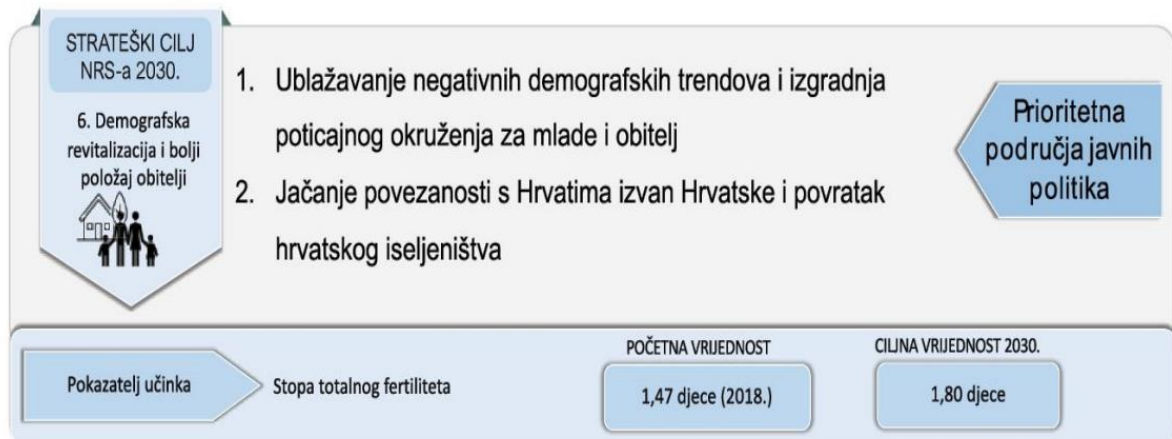 STRATEŠKI CILJ
NRS-a 2030.
6. Demografska
revitalizacija i bolji
položaj obitelji
1. Ublažavanje negativnih demografskih trendova i izgradnja
poticajnog okruženja za mlade i obitelj
2. Jačanje povezanosti s Hrvatima izvan Hrvatske i povratak
hrvatskog iseljeništva
Prioritetna
područja javnih
politika
Pokazatelj učinka
Stopa totalnog fertiliteta
POČETNA VRIJEDNOST
1,47 djece (2018.)
CILJNA VRIJEDNOST 2030.
1,80 djece